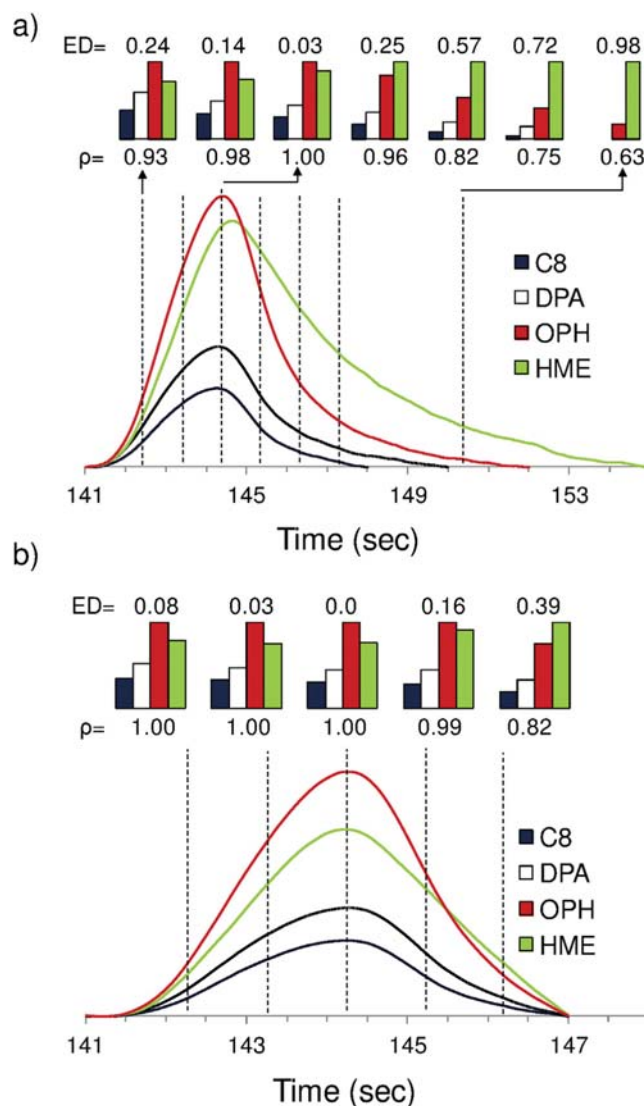 a)
ED= 0.24 0.14 0.03 0.25 0.57 0.72 0.98
ρ= 0.93 0.98 1.00 0.96 0.82 0.75 0.63
C8
DPA
OPH
HME
141 145 149 153
Time (sec)
b)
ED= 0.08 0.03 0.0 0.16 0.39
ρ= 1.00 1.00 1.00 0.99 0.82
C8
DPA
OPH
HME
141 143 145 147
Time (sec)